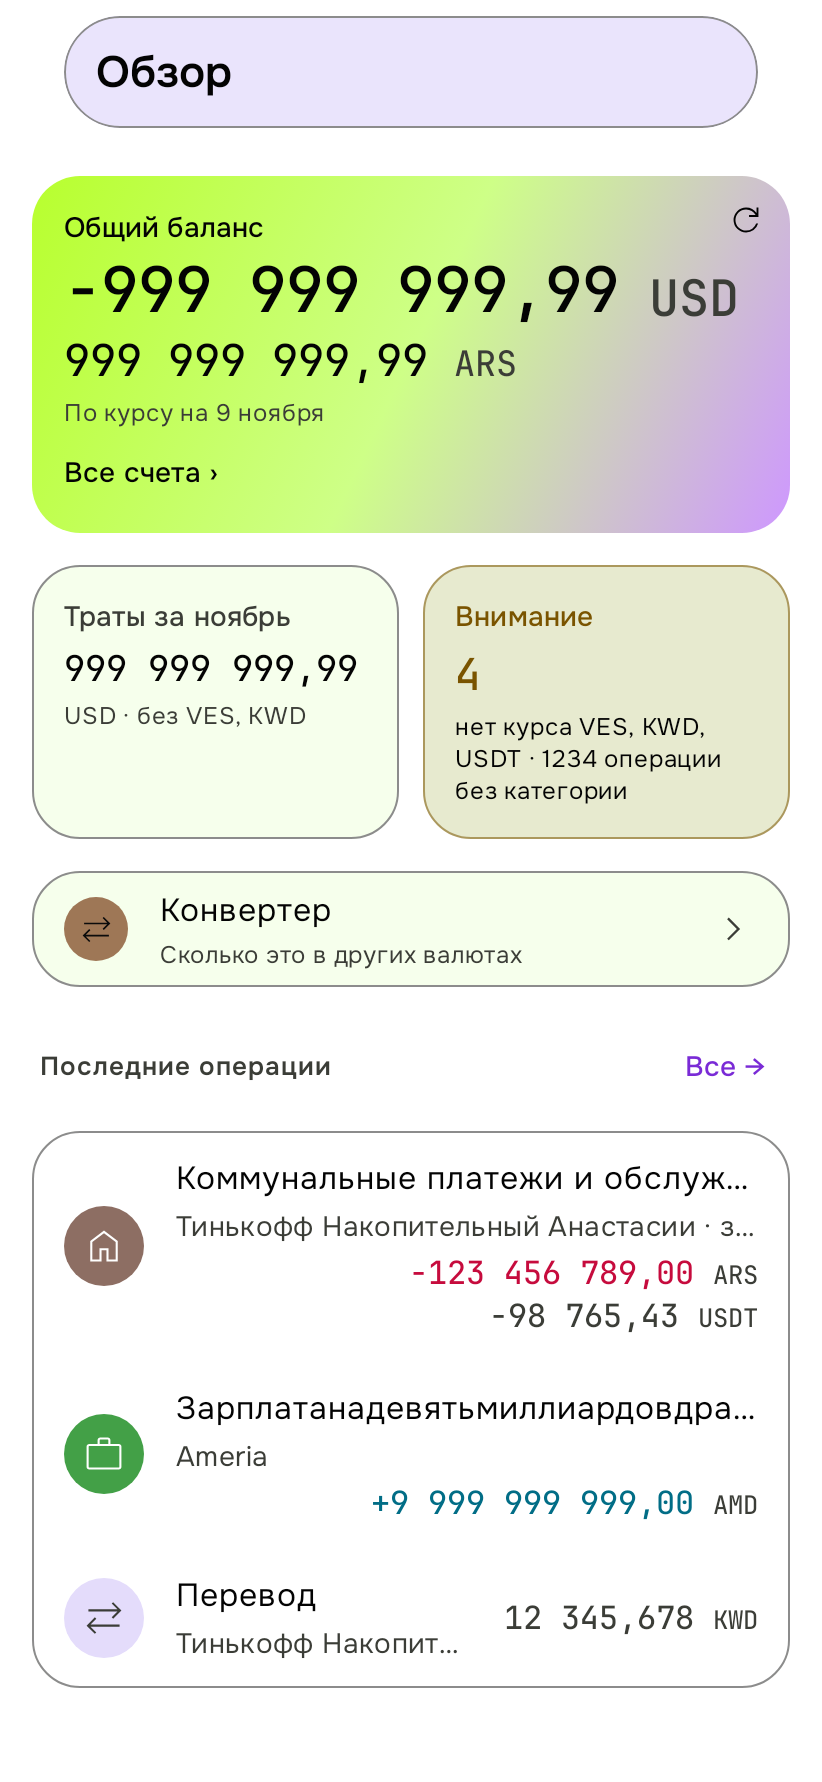 Обзор
Общий баланс
-999 999 999,99 USD
999 999 999,99 ARS
По курсу на 9 ноября
Все счета ›
Траты за ноябрь
999 999 999,99
USD · без VES, KWD
Внимание
4
нет курса VES, KWD,
USDT · 1234 операции
без категории
Конвертер
Сколько это в других валютах
Последние операции
Все →
Коммунальные платежи и обслуж...
Тинькофф Накопительный Анастасии · з...
-123 456 789,00 ARS
-98 765,43 USDT
Зарплатанадевятьмиллиардовдра...
Ameria
+9 999 999 999,00 AMD
Перевод
12 345,678 KWD
Тинькофф Накопит...